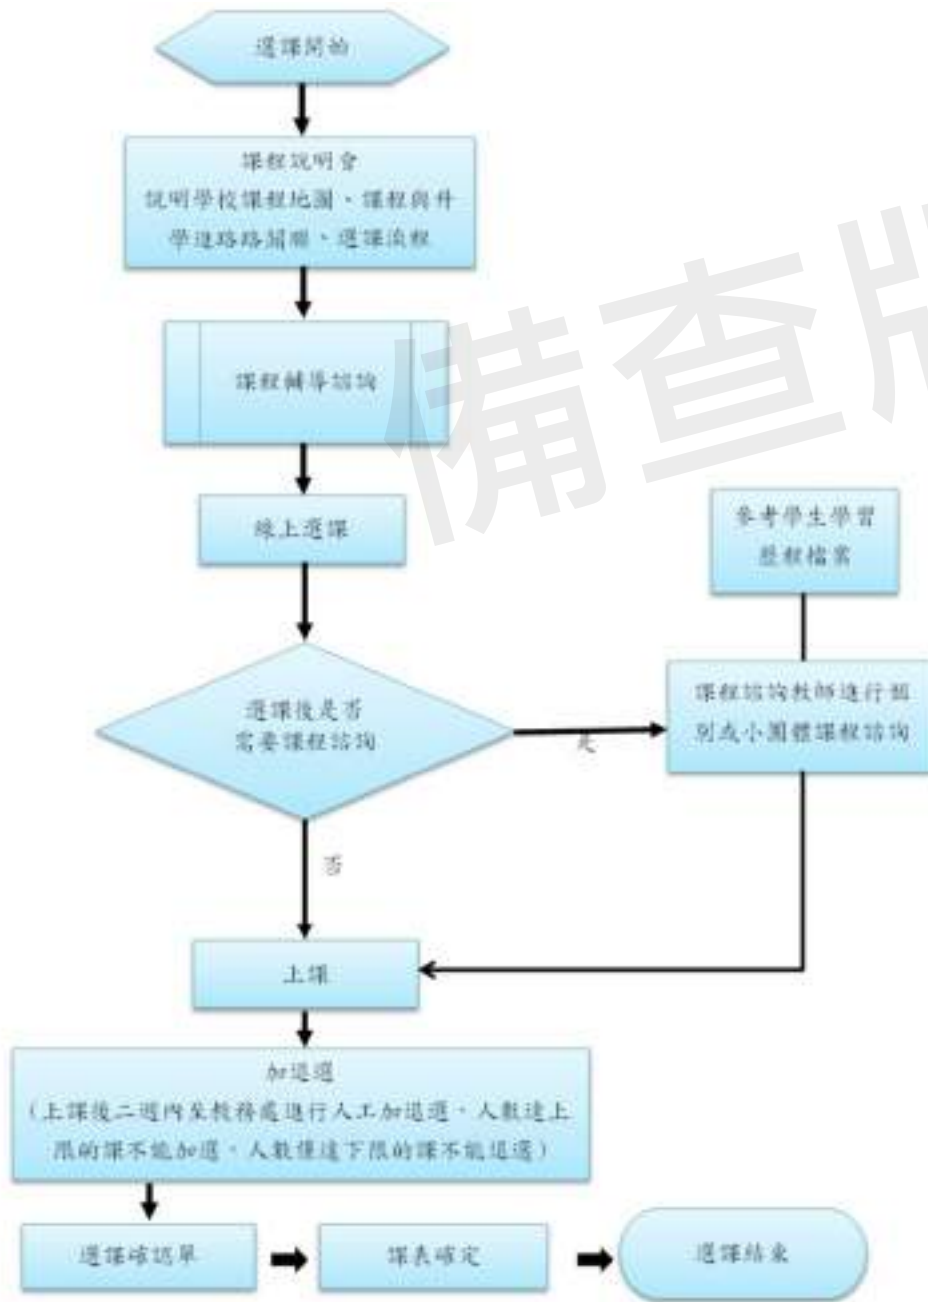 選課開始
課程說明會
說明學校課程地圖、課程與升
學進路路關聯、選課流程
課程輔導諮詢
線上選課
參考學生學習
歷程檔案
選課後是否
需要課程諮詢
是
課程諮詢教師進行個
別或小團體課程諮詢
否
上課
加退選
(上課後二週內至教務處進行人工加退選,人數達上
限的課不能加選,人數僅達下限的課不能退選)
選課確認單
課表確定
選課結束
備查版